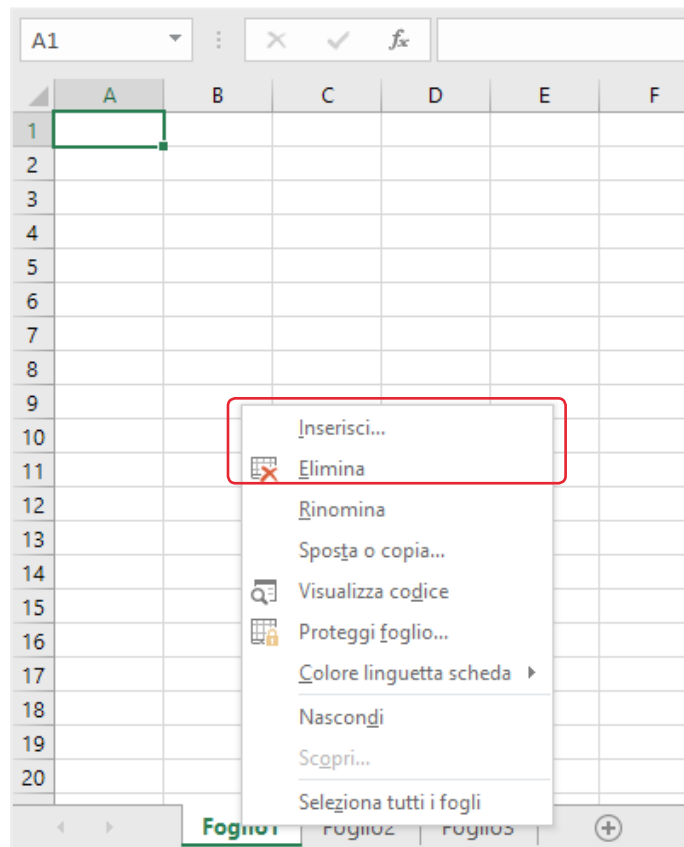 A1 fx
A B C D E F
1
2
3
4
5
6
7
8
9
10
11
12
13
14
15
16
17
18
19
20
Inserisci...
Elimina
Rinomina
Sposta o copia...
Visualizza codice
Proteggi foglio...
Colore linguetta scheda
Nascondi
Scopri...
Seleziona tutti i fogli
Foglio1 Foglio2 Foglio3